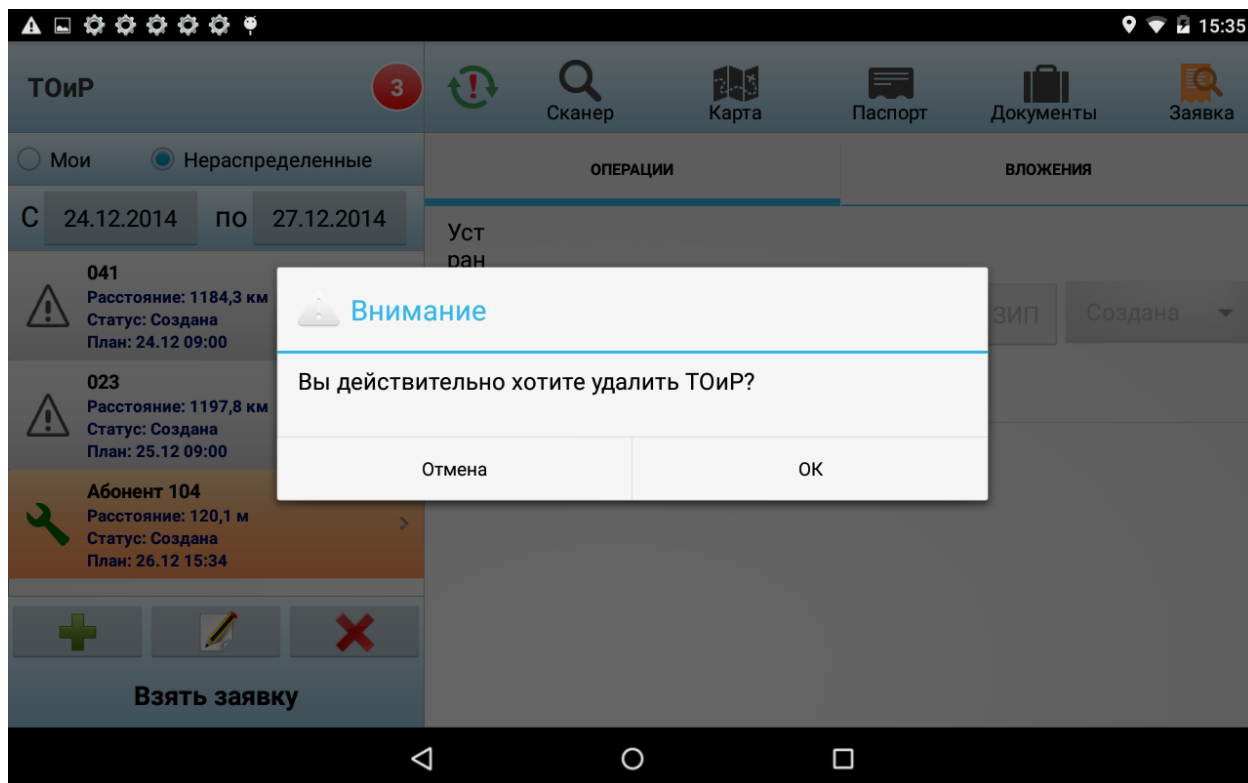 15:35
ТОиР
3
Сканер
Карта
Паспорт
Документы
Заявка
Мои
Нераспределенные
ОПЕРАЦИИ
ВЛОЖЕНИЯ
С 24.12.2014 по 27.12.2014
Уст
ран
041
Расстояние: 1184,3 км
Статус: Создана
План: 24.12 09:00
023
Расстояние: 1197,8 км
Статус: Создана
План: 25.12 09:00
Абонент 104
Расстояние: 120,1 м
Статус: Создана
План: 26.12 15:34
Взять заявку
ЗИП
Создана
Внимание
Вы действительно хотите удалить ТОиР?
Отмена
ОК